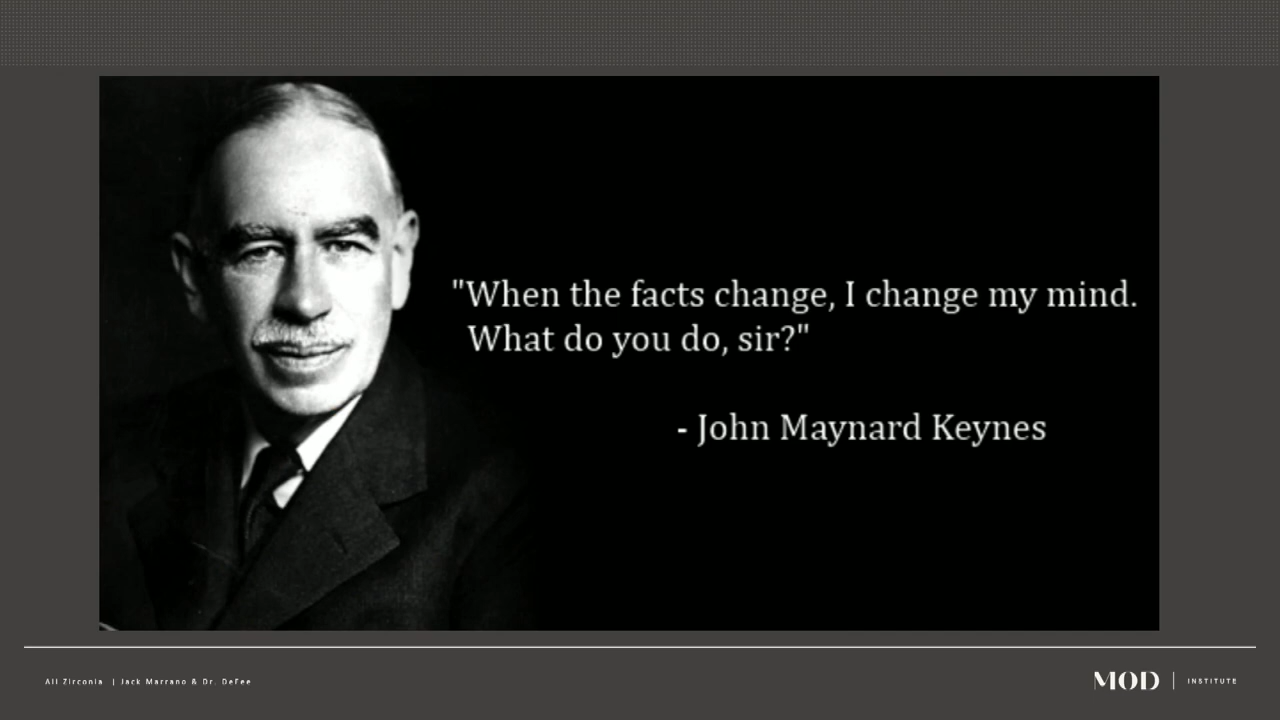 "When the facts change, I change my mind.
What do you do, sir?"
- John Maynard Keynes
All Zirconia | Jack Marrano & Dr. DeFee
MOD | INSTITUTE